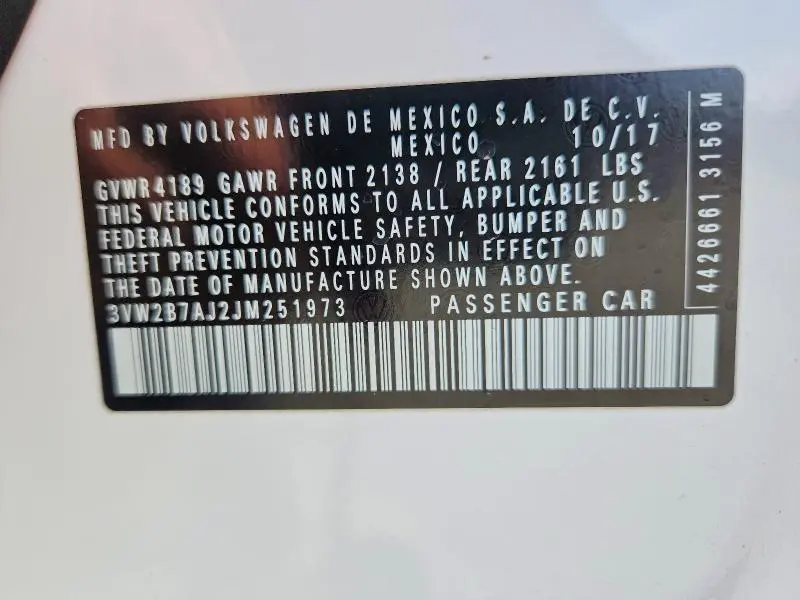 MFD BY VOLKSWAGEN DE MEXICO S.A. DE C.V.
MEXICO 10/17
GVWR 4189 GAWR FRONT 2138 / REAR 2161 LBS
THIS VEHICLE CONFORMS TO ALL APPLICABLE U.S.
FEDERAL MOTOR VEHICLE SAFETY, BUMPER AND
THEFT PREVENTION STANDARDS IN EFFECT ON
THE DATE OF MANUFACTURE SHOWN ABOVE.
3VW2B7AJ2JM251973 PASSENGER CAR
4426661 3156 M